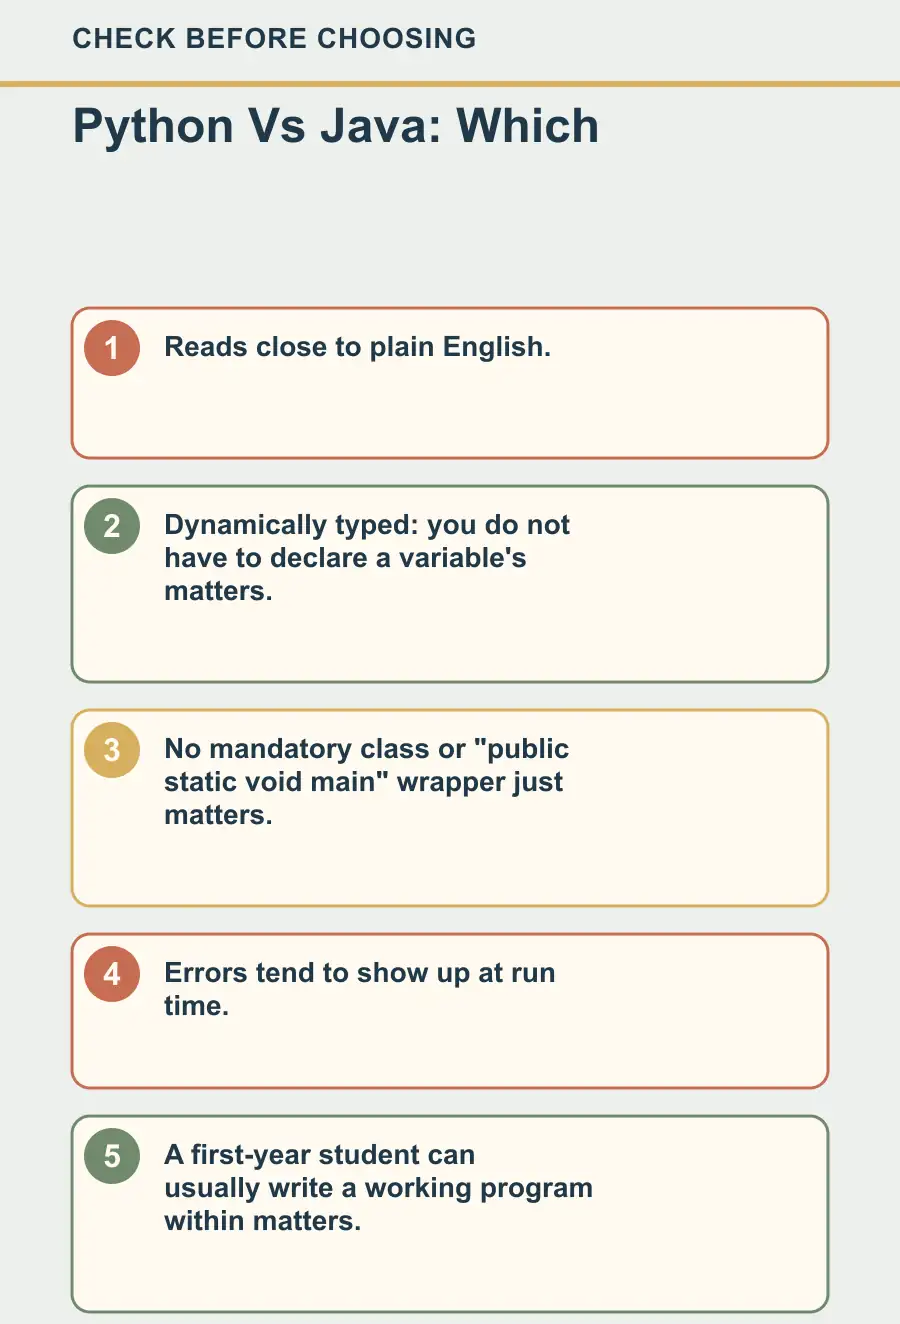 CHECK BEFORE CHOOSING
Python Vs Java: Which
1
Reads close to plain English.
2
Dynamically typed: you do not
have to declare a variable's
matters.
3
No mandatory class or "public
static void main" wrapper just
matters.
4
Errors tend to show up at run
time.
5
A first-year student can
usually write a working program
within matters.